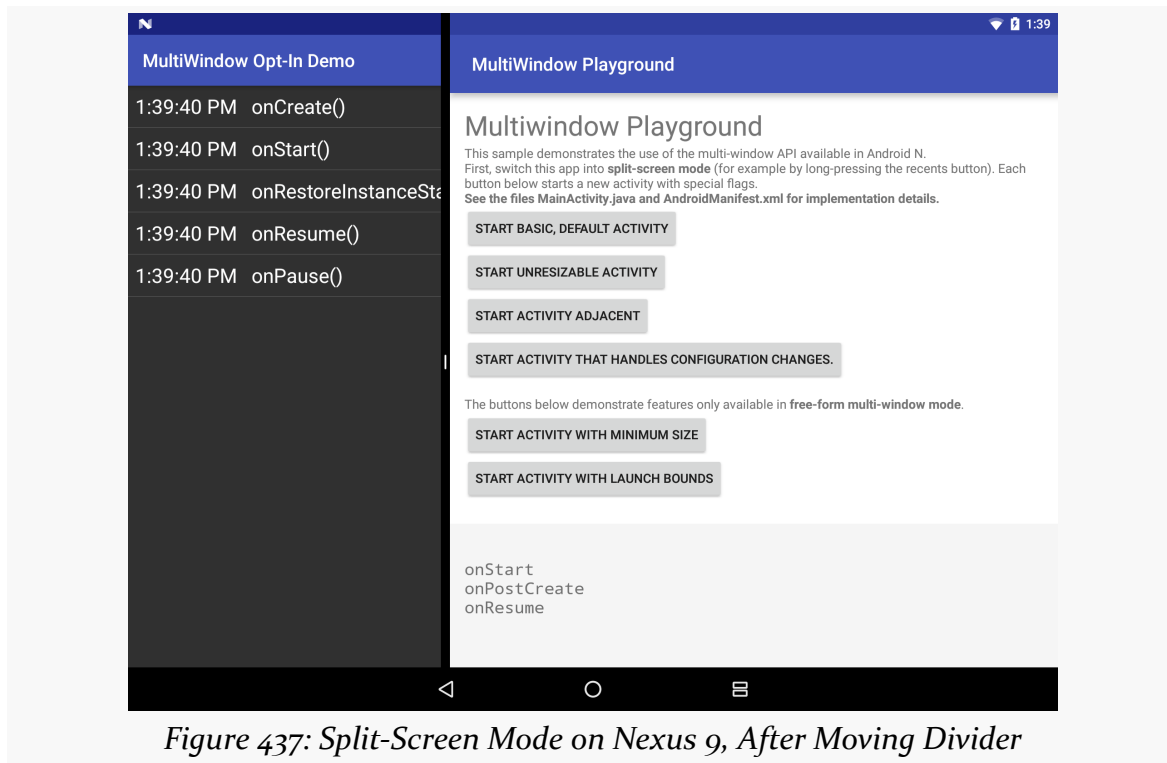 1:39
MultiWindow Opt-In Demo
1:39:40 PM onCreate()
1:39:40 PM onStart()
1:39:40 PM onRestoreInstanceSta
1:39:40 PM onResume()
1:39:40 PM onPause()
MultiWindow Playground
Multiwindow Playground
This sample demonstrates the use of the multi-window API available in Android N.
First, switch this app into split-screen mode (for example by long-pressing the recents button). Each
button below starts a new activity with special flags.
See the files MainActivity.java and AndroidManifest.xml for implementation details.
START BASIC, DEFAULT ACTIVITY
START UNRESIZABLE ACTIVITY
START ACTIVITY ADJACENT
START ACTIVITY THAT HANDLES CONFIGURATION CHANGES.
The buttons below demonstrate features only available in free-form multi-window mode.
START ACTIVITY WITH MINIMUM SIZE
START ACTIVITY WITH LAUNCH BOUNDS
onStart
onPostCreate
onResume
Figure 437: Split-Screen Mode on Nexus 9, After Moving Divider